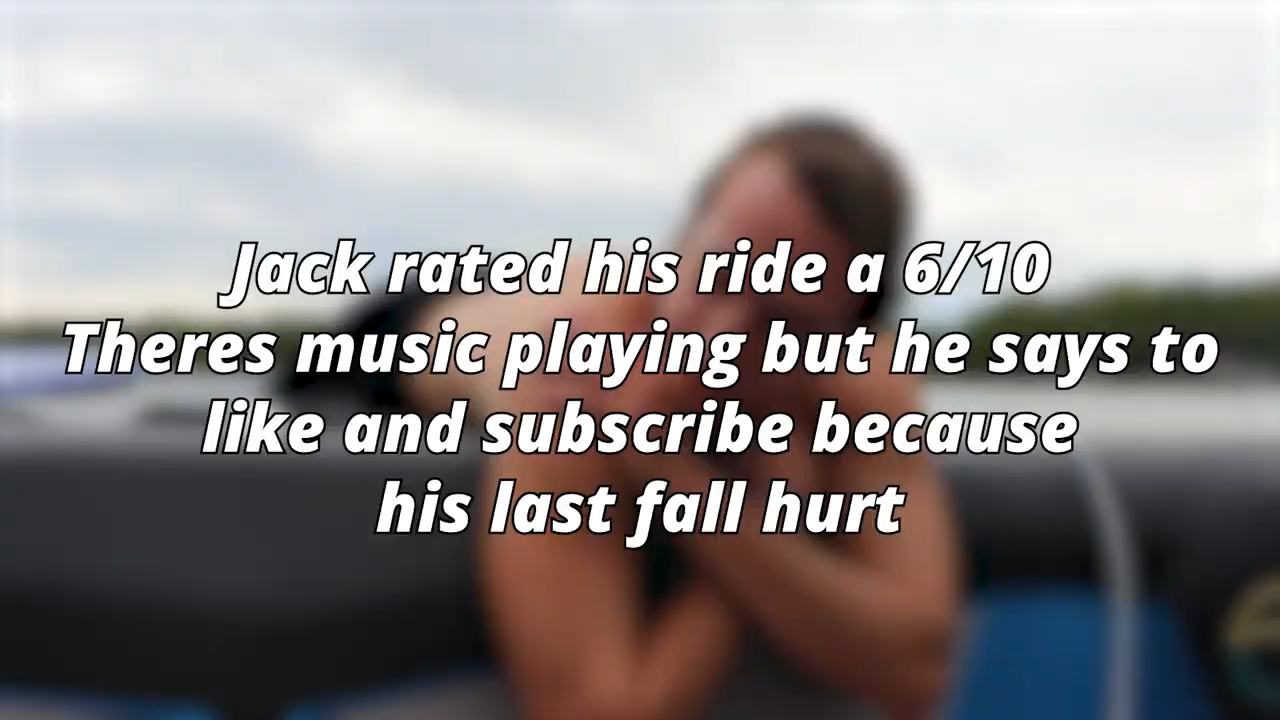 Jack rated his ride a 6/10
Theres music playing but he says to
like and subscribe because
his last fall hurt